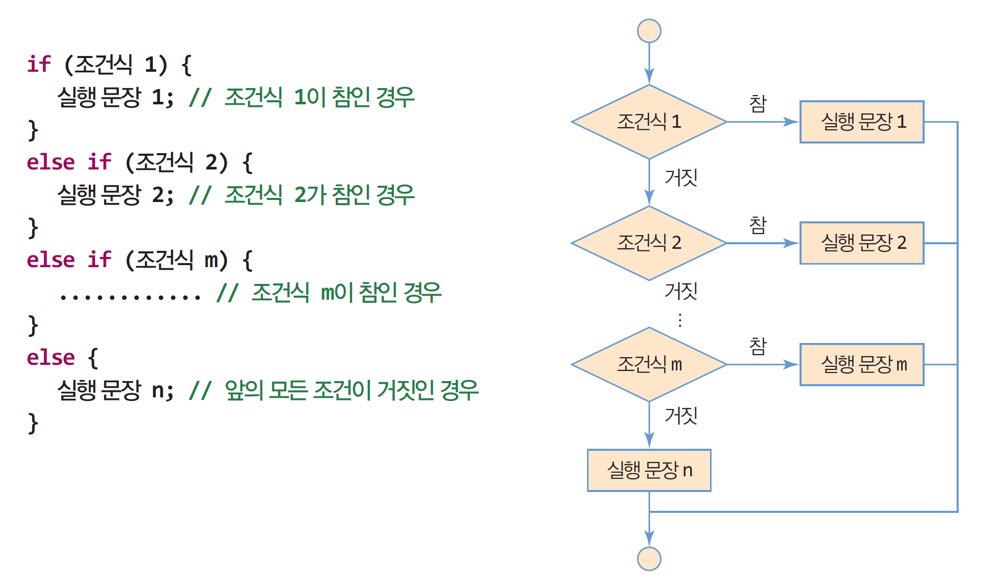 if (조건식 1) {
실행 문장 1; // 조건식 1이 참인 경우
}
else if (조건식 2) {
실행 문장 2; // 조건식 2가 참인 경우
}
else if (조건식 m) {
............ // 조건식 m이 참인 경우
}
else {
실행 문장 n; // 앞의 모든 조건이 거짓인 경우
}
조건식 1
참
실행 문장 1
거짓
조건식 2
참
실행 문장 2
거짓
⋮
조건식 m
참
실행 문장 m
거짓
실행 문장 n